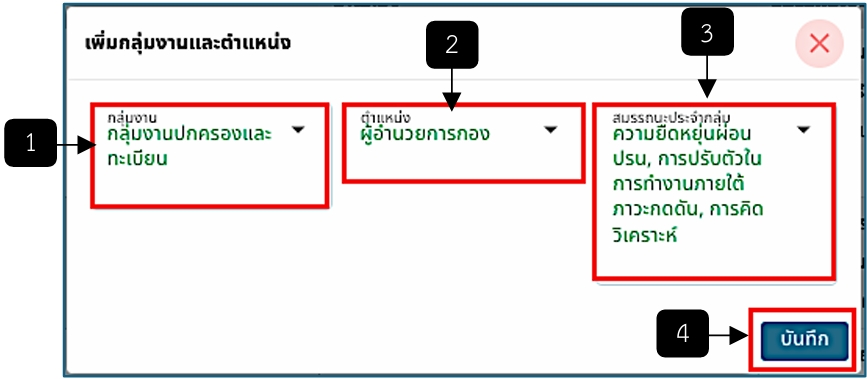 เพิ่มกลุ่มงานและตำแหน่ง
2
3
1
กลุ่มงาน
กลุ่มงานปกครองและ
ทะเบียน
ตำแหน่ง
ผู้อำนวยการกอง
สมรรถนะประจำกลุ่ม
ความยืดหยุ่นผ่อน
ปรน, การปรับตัวใน
การทำงานภายใต้
ภาวะกดดัน, การคิด
วิเคราะห์
4
บันทึก